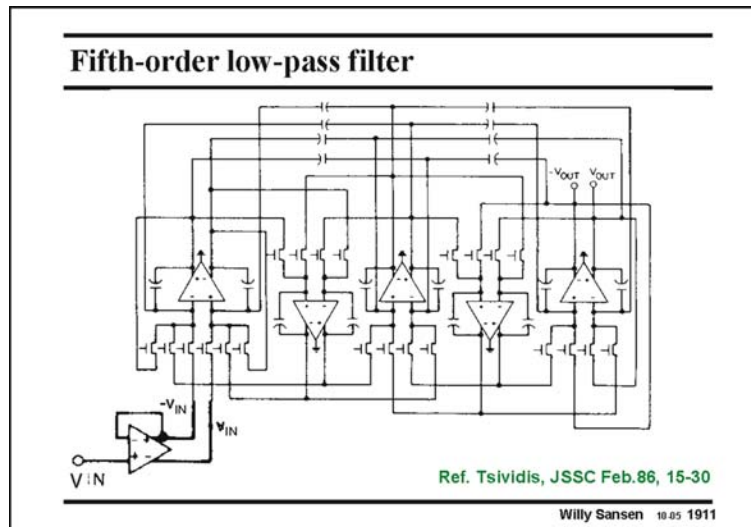 Fifth-order low-pass filter
-VOUT VOUT
-VIN
VIN
VIN
Ref. Tsividis, JSSC Feb.86, 15-30
Willy Sansen 10-05 1911